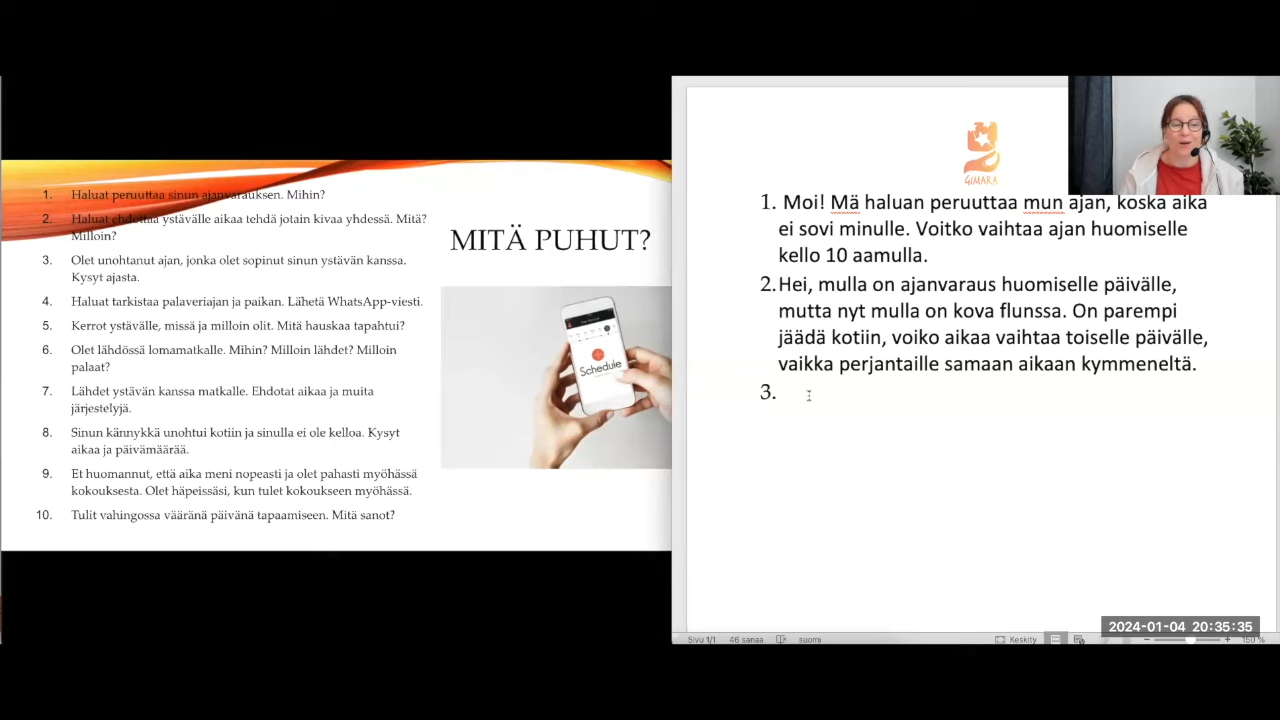 1. Haluat peruuttaa sinun ajanvarauksen. Mihin?
2. Haluat ehdottaa ystävälle aikaa tehdä jotain kivaa yhdessä. Mitä?
Milloin?
3. Olet unohtanut ajan, jonka olet sopinut sinun ystävän kanssa.
Kysyt ajasta.
4. Haluat tarkistaa palaveriajan ja paikan. Lähetä WhatsApp-viesti.
5. Kerrot ystävälle, missä ja milloin olit. Mitä hauskaa tapahtui?
6. Olet lähdössä lomamatkalle. Mihin? Milloin lähdet? Milloin
palaat?
7. Lähdet ystävän kanssa matkalle. Ehdotat aikaa ja muita
järjestelyjä.
8. Sinun kännykkä unohtui kotiin ja sinulla ei ole kelloa. Kysyt
aikaa ja päivämäärää.
9. Et huomannut, että aika meni nopeasti ja olet pahasti myöhässä
kokouksesta. Olet häpeissäsi, kun tulet kokoukseen myöhässä.
10. Tulit vahingossa vääränä päivänä tapaamiseen. Mitä sanot?
MITÄ PUHUT?
Schedule
GIMARA
1. Moi! Mä haluan peruuttaa mun ajan, koska aika
ei sovi minulle. Voitko vaihtaa ajan huomiselle
kello 10 aamulla.
2. Hei, mulla on ajanvaraus huomiselle päivälle,
mutta nyt mulla on kova flunssa. On parempi
jäädä kotiin, voiko aikaa vaihtaa toiselle päivälle,
vaikka perjantaille samaan aikaan kymmeneltä.
3.
2024-01-04 20:35:35
Sivu 1/1 46 sanaa suomi Keskity 150 %